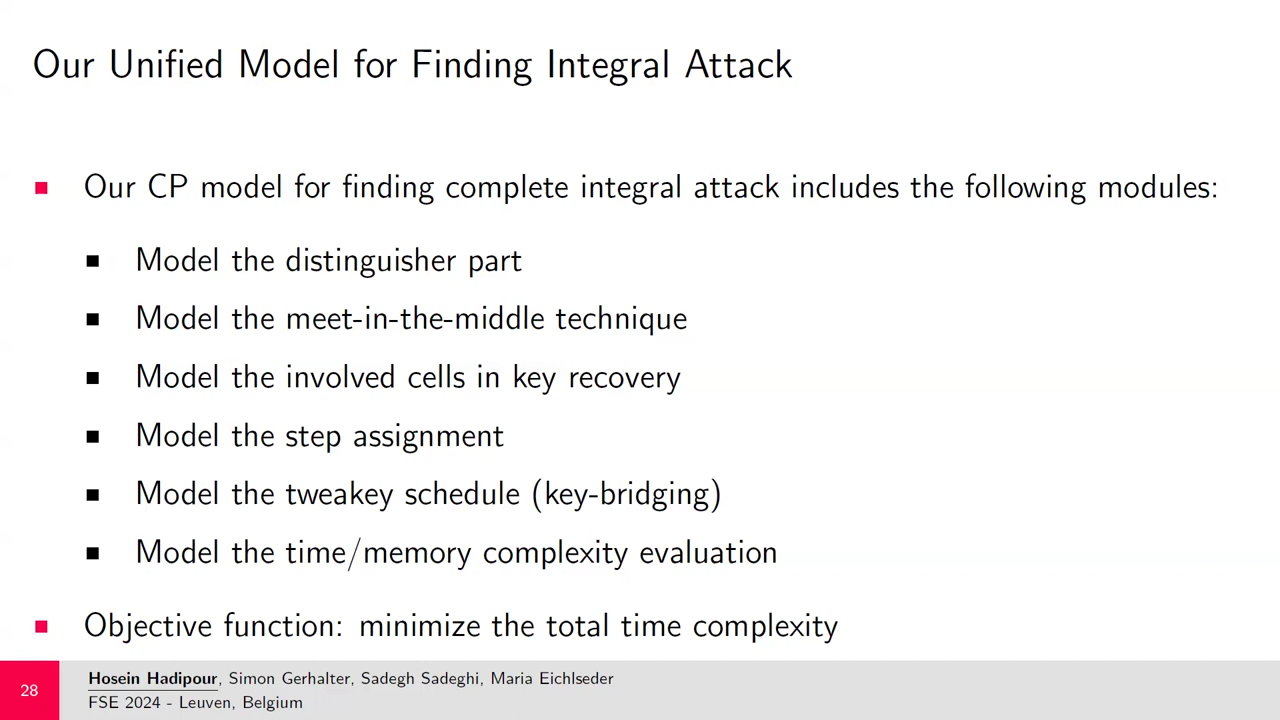 Our Unified Model for Finding Integral Attack
Our CP model for finding complete integral attack includes the following modules:
Model the distinguisher part
Model the meet-in-the-middle technique
Model the involved cells in key recovery
Model the step assignment
Model the tweakey schedule (key-bridging)
Model the time/memory complexity evaluation
Objective function: minimize the total time complexity
28
Hosein Hadipour, Simon Gerhalter, Sadegh Sadeghi, Maria Eichlseder
FSE 2024 - Leuven, Belgium